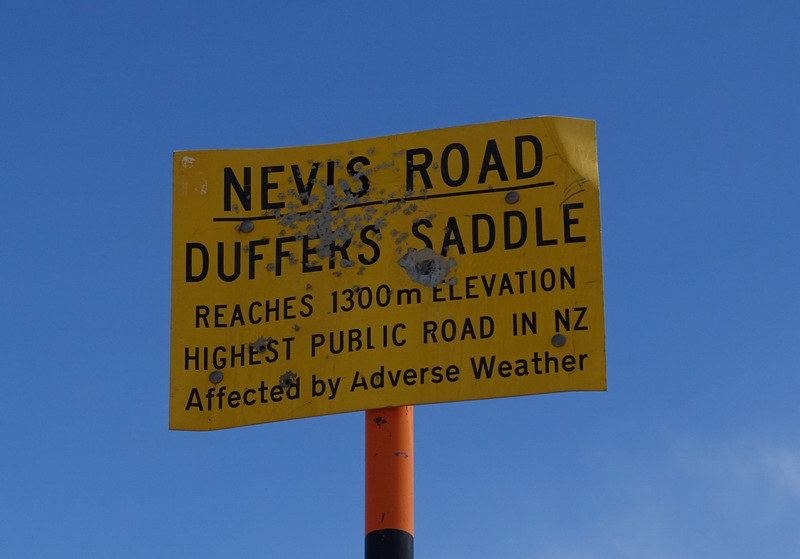 NEVIS ROAD
DUFFERS SADDLE
REACHES 1300m ELEVATION
HIGHEST PUBLIC ROAD IN NZ
Affected by Adverse Weather